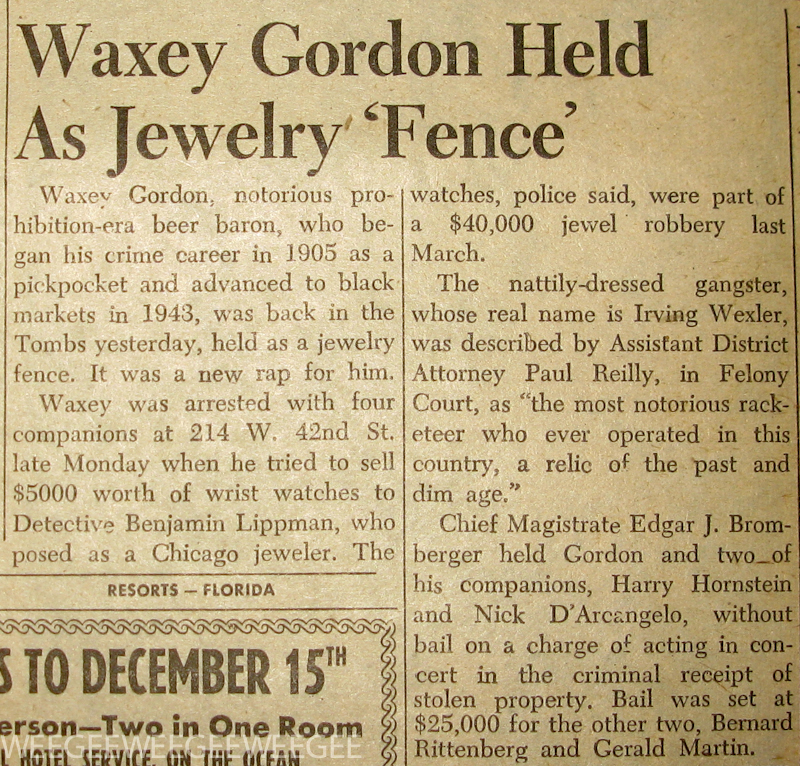 Waxey Gordon Held
As Jewelry 'Fence'
Waxey Gordon, notorious pro-
hibition-era beer baron, who be-
gan his crime career in 1905 as a
pickpocket and advanced to black
markets in 1943, was back in the
Tombs yesterday, held as a jewelry
fence. It was a new rap for him.
Waxey was arrested with four
companions at 214 W. 42nd St.
late Monday when he tried to sell
$5000 worth of wrist watches to
Detective Benjamin Lippman, who
posed as a Chicago jeweler. The
watches, police said, were part of
a $40,000 jewel robbery last
March.
The nattily-dressed gangster,
whose real name is Irving Wexler,
was described by Assistant District
Attorney Paul Reilly, in Felony
Court, as "the most notorious rack-
eteer who ever operated in this
country, a relic of the past and
dim age."
Chief Magistrate Edgar J. Brom-
berger held Gordon and two of
his companions, Harry Hornstein
and Nick D'Arcangelo, without
bail on a charge of acting in con-
cert in the criminal receipt of
stolen property. Bail was set at
$25,000 for the other two, Bernard
Rittenberg and Gerald Martin.
RESORTS — FLORIDA
S TO DECEMBER 15TH
erson—Two in One Room
L HOTEL SERVICE. ON THE OCEAN
WEEGEEWEEGEEWEEGEE